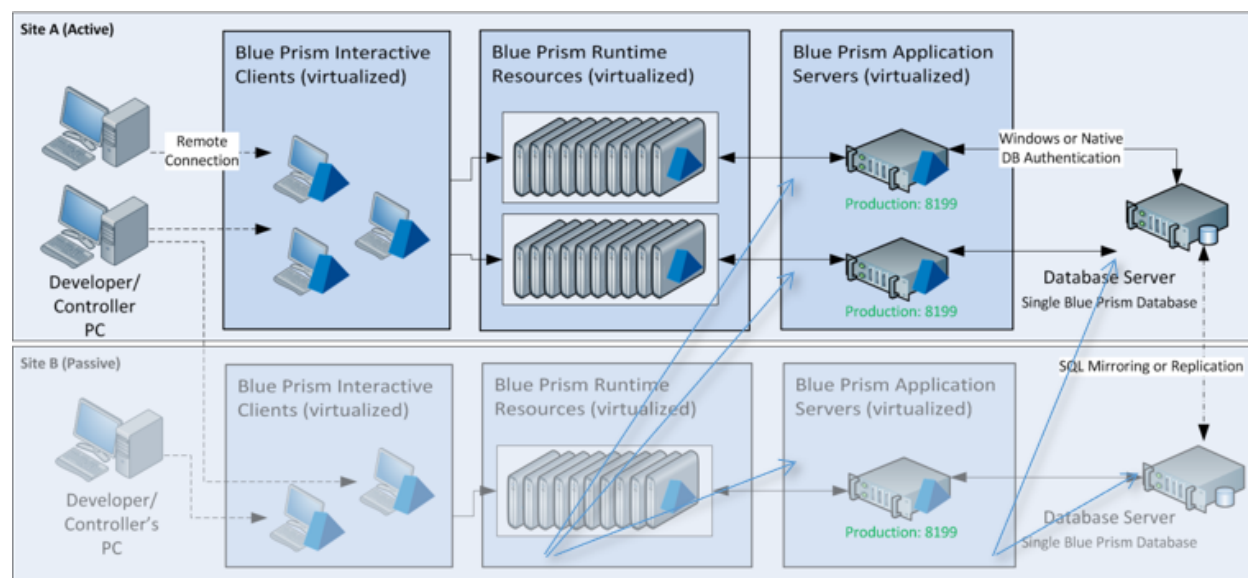 Site A (Active)
Blue Prism Interactive
Clients (virtualized)
Blue Prism Runtime
Resources (virtualized)
Blue Prism Application
Servers (virtualized)
Remote
Connection
Windows or Native
DB Authentication
Production: 8199
Production: 8199
Developer/
Controller
PC
Database Server
Single Blue Prism Database
Site B (Passive)
SQL Mirroring or Replication
Blue Prism Interactive
Clients (virtualized)
Blue Prism Runtime
Resources (virtualized)
Blue Prism Application
Servers (virtualized)
Developer/
Controller's
PC
Production: 8199
Database Server
Single Blue Prism Database